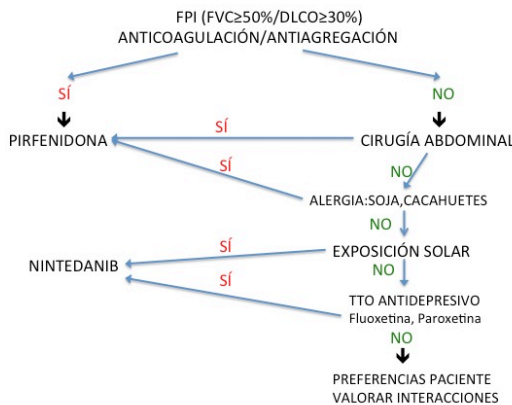 FPI (FVC≥50%/DLCO≥30%)
ANTICOAGULACIÓN/ANTIAGREGACIÓN
SÍ
NO
PIRFENIDONA
SÍ
CIRUGÍA ABDOMINAL
SÍ
NO
ALERGIA:SOJA,CACAHUETES
NO
SÍ
EXPOSICIÓN SOLAR
NINTEDANIB
NO
SÍ
TTO ANTIDEPRESIVO
Fluoxetina, Paroxetina
NO
PREFERENCIAS PACIENTE
VALORAR INTERACCIONES